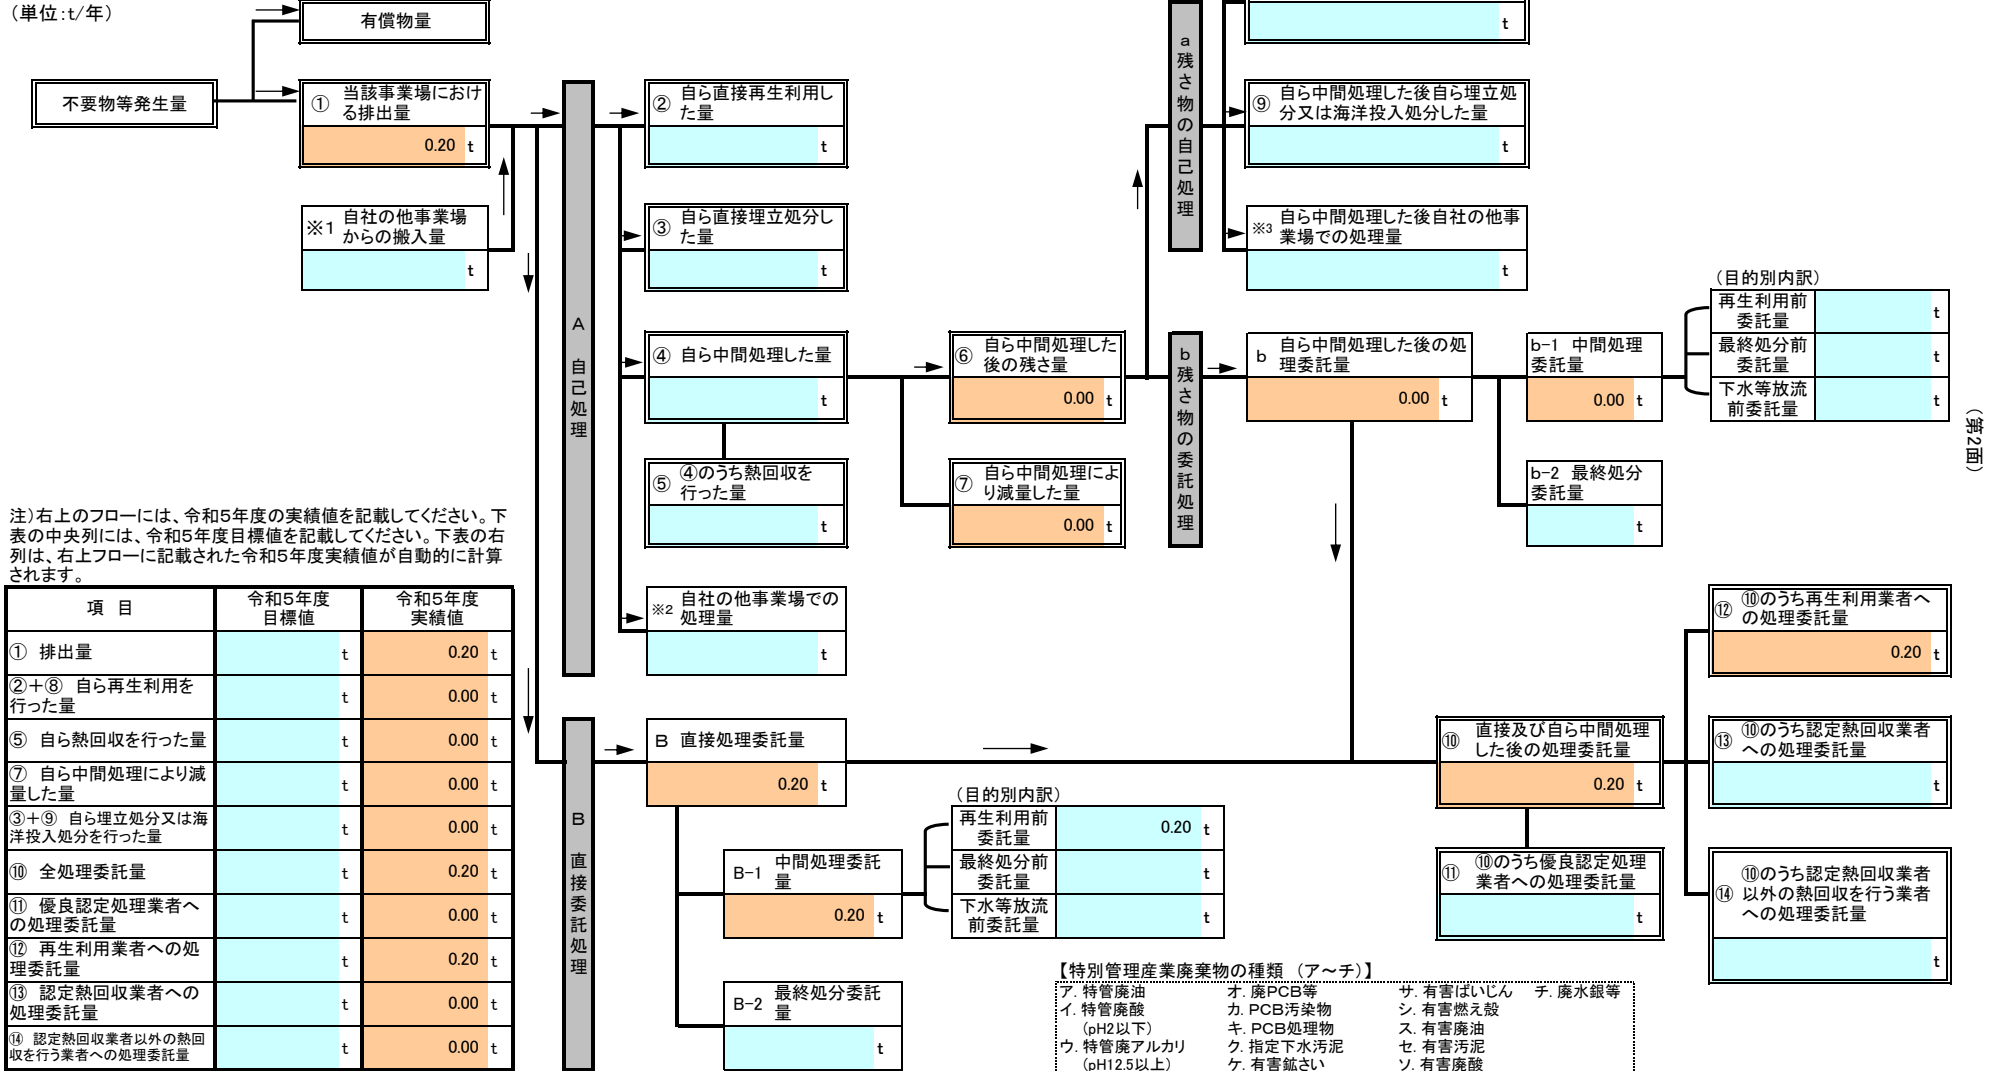 (単位:t/年)
有償物量
不要物等発生量
① 当該事業場におけ
る排出量
0.20 t
※1 自社の他事業場
からの搬入量
t
A 自己処理
② 自ら直接再生利用し
た量
t
③ 自ら直接埋立処分し
た量
t
④ 自ら中間処理した量
t
⑤ ④のうち熱回収を
行った量
t
※2 自社の他事業場での
処理量
t
⑥ 自ら中間処理した
後の残さ量
0.00 t
⑦ 自ら中間処理によ
り減量した量
0.00 t
a 残さ物の自己処理
t
⑨ 自ら中間処理した後自ら埋立処
分又は海洋投入処分した量
t
※3 自ら中間処理した後自社の他事
業場での処理量
t
b 残さ物の委託処理
b 自ら中間処理した後の処
理委託量
0.00 t
b-1 中間処理
委託量
0.00 t
b-2 最終処分
委託量
t
(目的別内訳)
再生利用前
委託量 t
最終処分前
委託量 t
下水等放流
前委託量 t
(第2面)
注)右上のフローには、令和5年度の実績値を記載してください。下
表の中央列には、令和5年度目標値を記載してください。下表の右
列は、右上フローに記載された令和5年度実績値が自動的に計算
されます。
項 目 令和5年度
目標値 令和5年度
実績値
① 排出量 t 0.20 t
②+⑧ 自ら再生利用を
行った量 t 0.00 t
⑤ 自ら熱回収を行った量 t 0.00 t
⑦ 自ら中間処理により減
量した量 t 0.00 t
③+⑨ 自ら埋立処分又は海
洋投入処分を行った量 t 0.00 t
⑩ 全処理委託量 t 0.20 t
⑪ 優良認定処理業者へ
の処理委託量 t 0.00 t
⑫ 再生利用業者への処
理委託量 t 0.20 t
⑬ 認定熱回収業者への
処理委託量 t 0.00 t
⑭ 認定熱回収業者以外の熱回
収を行う業者への処理委託量 t 0.00 t
B 直接委託処理
B 直接処理委託量
0.20 t
B-1 中間処理委託
量
0.20 t
B-2 最終処分委託
量
t
(目的別内訳)
再生利用前
委託量 0.20 t
最終処分前
委託量 t
下水等放流
前委託量 t
⑩ 直接及び自ら中間処理
した後の処理委託量
0.20 t
⑪ ⑩のうち優良認定処理
業者への処理委託量
t
⑫ ⑩のうち再生利用業者へ
の処理委託量
0.20 t
⑬ ⑩のうち認定熱回収業者
への処理委託量
t
⑭ ⑩のうち認定熱回収業者
以外の熱回収を行う業者
への処理委託量
t
【特別管理産業廃棄物の種類 (ア~チ)】
ア. 特管廃油 オ. 廃PCB等 サ. 有害ばいじん チ. 廃水銀等
イ. 特管廃酸 カ. PCB汚染物 シ. 有害燃え殻
(pH2以下) キ. PCB処理物 ス. 有害廃油
ウ. 特管廃アルカリ ク. 指定下水汚泥 セ. 有害汚泥
(pH12.5以上) ケ. 有害鉱さい ソ. 有害廃酸